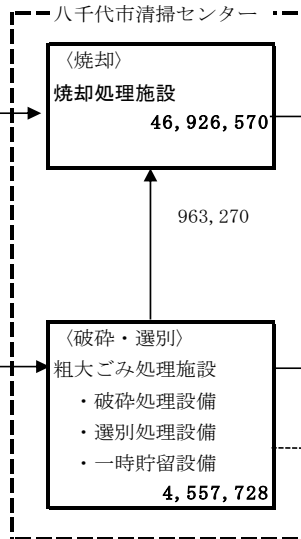 八千代市清掃センター
〈焼却〉
焼却処理施設
46,926,570
963,270
〈破砕・選別〉
粗大ごみ処理施設
・破砕処理設備
・選別処理設備
・一時貯留設備
4,557,728